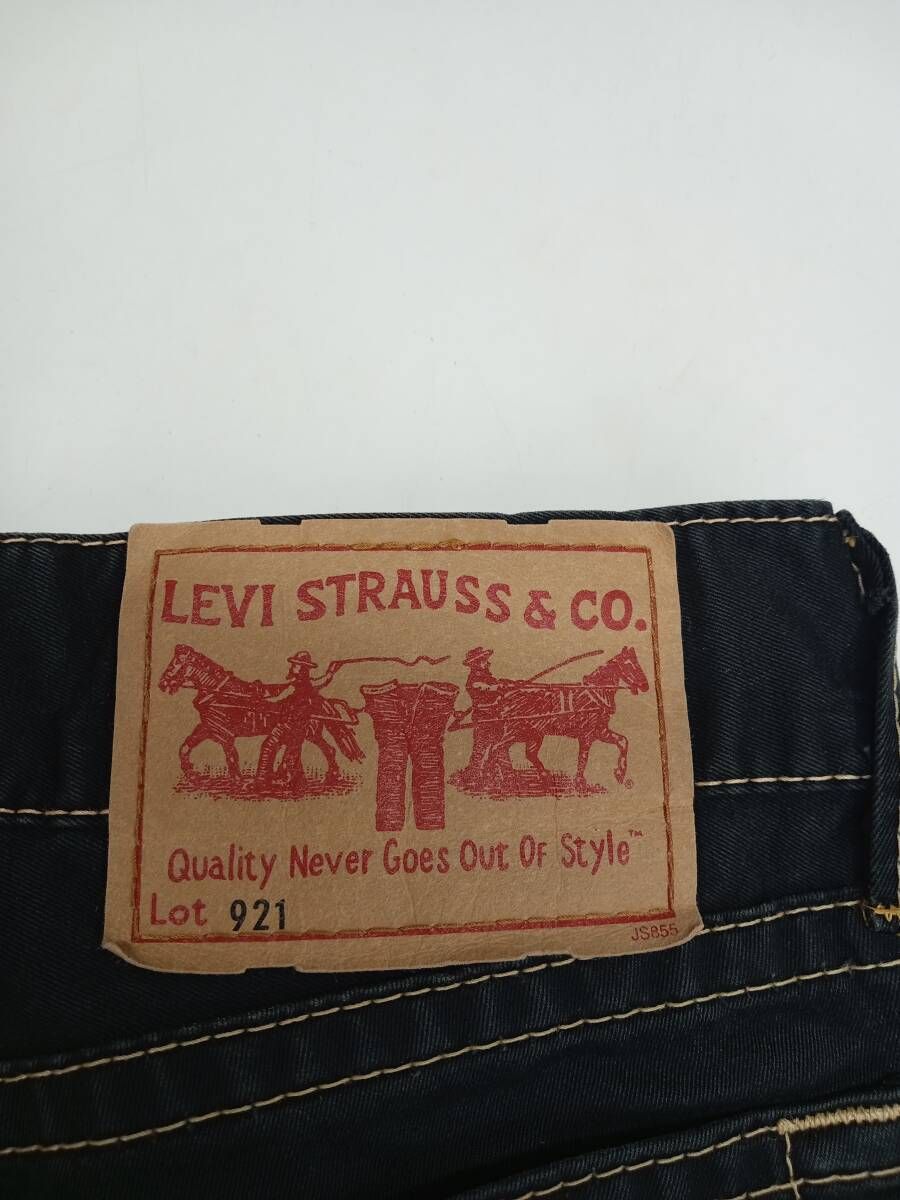 LEVI STRAUSS & CO.
®
Quality Never Goes Out Of Style™
Lot 921
JS855